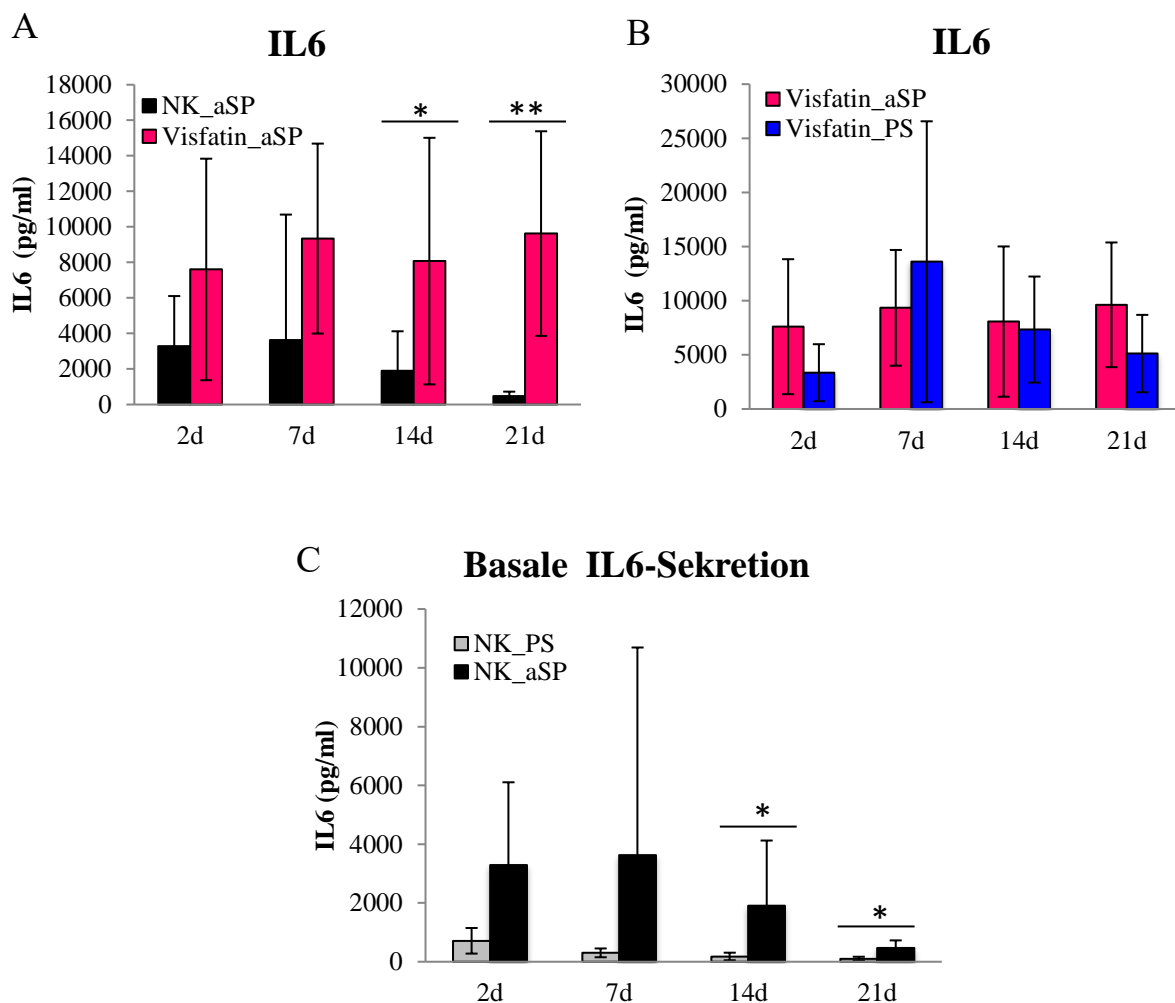 A
IL6
IL6 (pg/ml)
18000
16000
14000
12000
10000
8000
6000
4000
2000
0
NK_aSP
Visfatin_aSP
*
**
2d 7d 14d 21d
B
IL6
IL6 (pg/ml)
30000
25000
20000
15000
10000
5000
0
Visfatin_aSP
Visfatin_PS
2d 7d 14d 21d
C
Basale IL6-Sekretion
IL6 (pg/ml)
12000
10000
8000
6000
4000
2000
0
NK_PS
NK_aSP
*
*
2d 7d 14d 21d